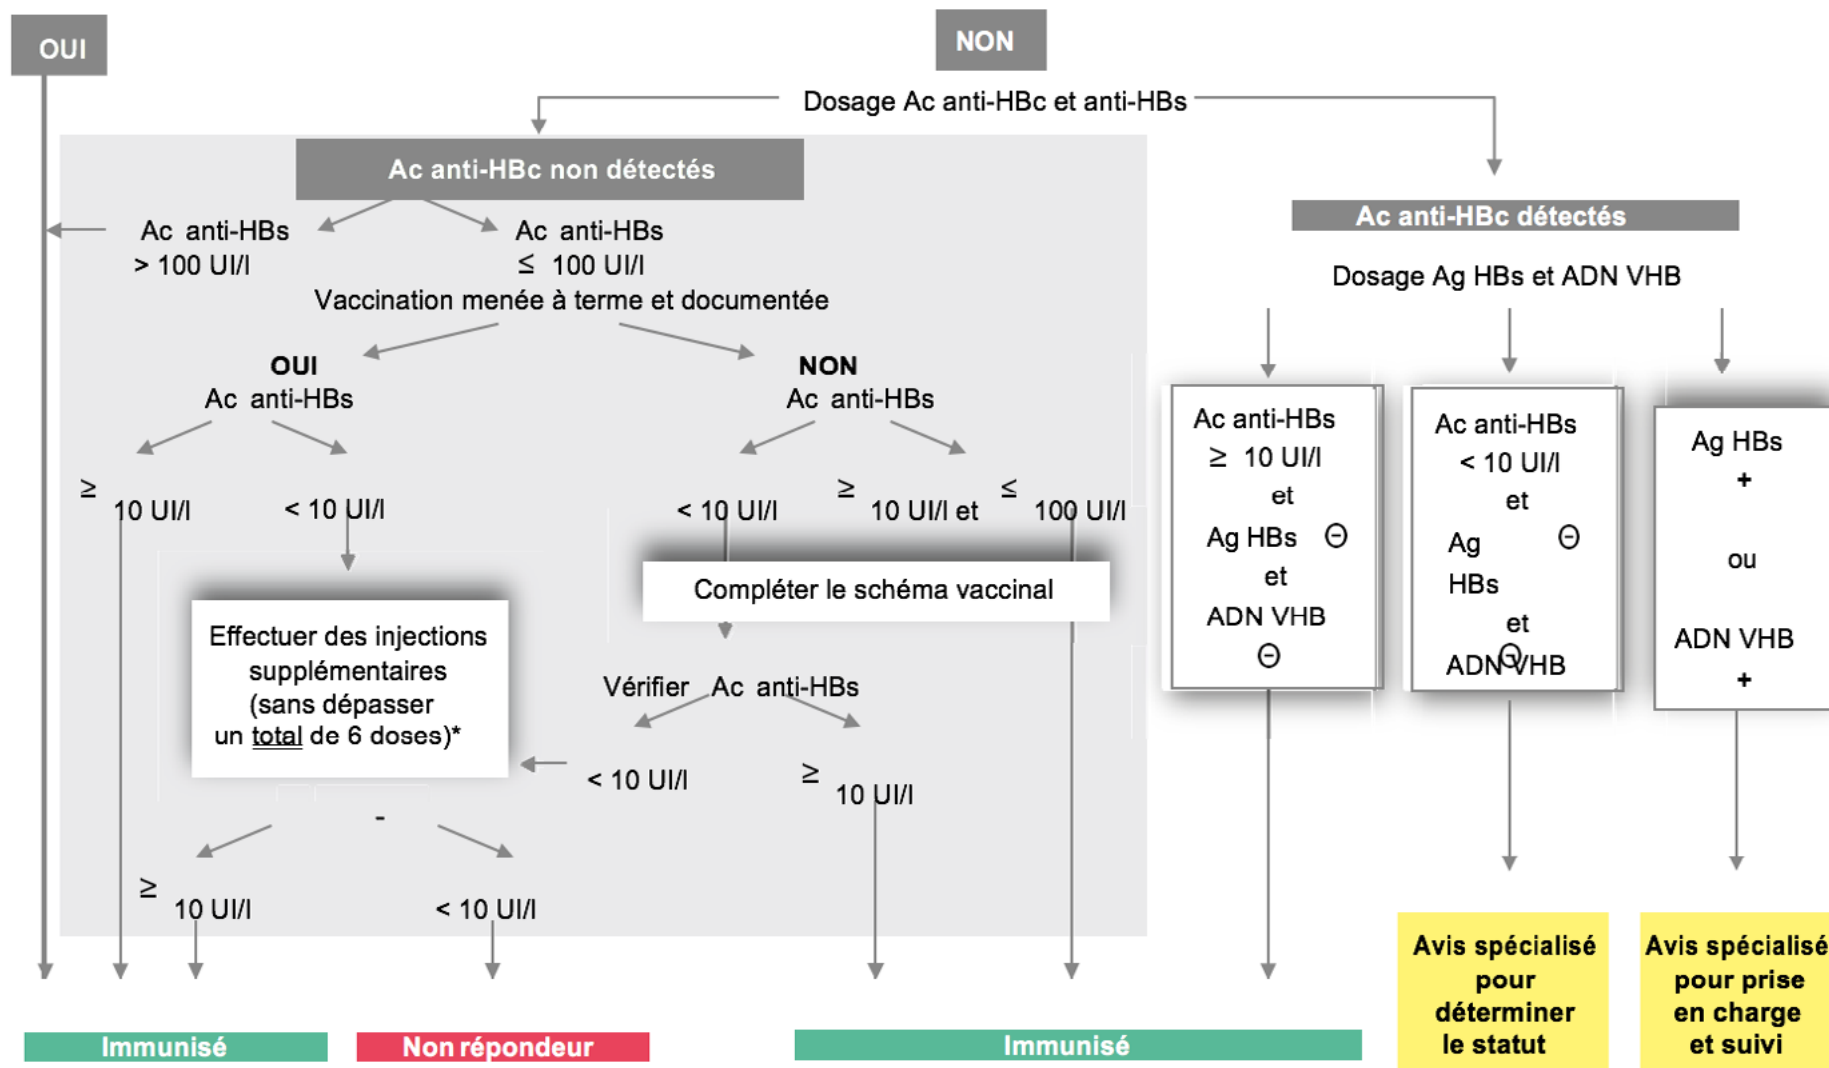 OUI
NON
Dosage Ac anti-HBc et anti-HBs
Ac anti-HBc non détectés
Ac anti-HBs
> 100 UI/l
Ac anti-HBs
≤ 100 UI/l
Vaccination menée à terme et documentée
OUI
Ac anti-HBs
NON
Ac anti-HBs
≥
10 UI/l
< 10 UI/l
< 10 UI/l
≥
10 UI/l et
≤
100 UI/l
Effectuer des injections
supplémentaires
(sans dépasser
un total de 6 doses)*
Compléter le schéma vaccinal
Vérifier Ac anti-HBs
< 10 UI/l
≥
10 UI/l
-
≥
10 UI/l
< 10 UI/l
Ac anti-HBc détectés
Dosage Ag HBs et ADN VHB
Ac anti-HBs
≥ 10 UI/l
et
Ag HBs ⊖
et
ADN VHB
⊖
Ac anti-HBs
< 10 UI/l
et
Ag ⊖
HBs
et
ADN VHB
⊖
Ag HBs
+
ou
ADN VHB
+
Immunisé
Non répondeur
Immunisé
Avis spécialisé
pour
déterminer
le statut
Avis spécialisé
pour prise
en charge
et suivi